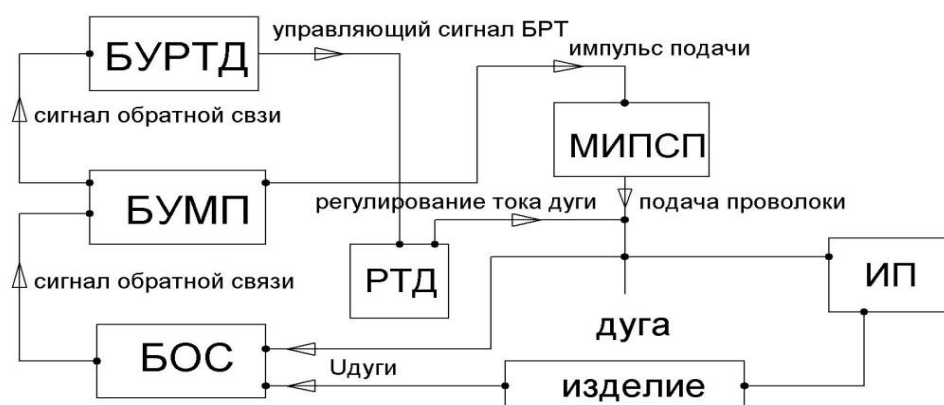 управляющий сигнал БРТ
импульс подачи
БУРТД
сигнал обратной свзи
МИПСП
БУМП
регулирование тока дуги
подача проволоки
ИП
РТД
сигнал обратной связи
дуга
БОС
Uдуги
изделие